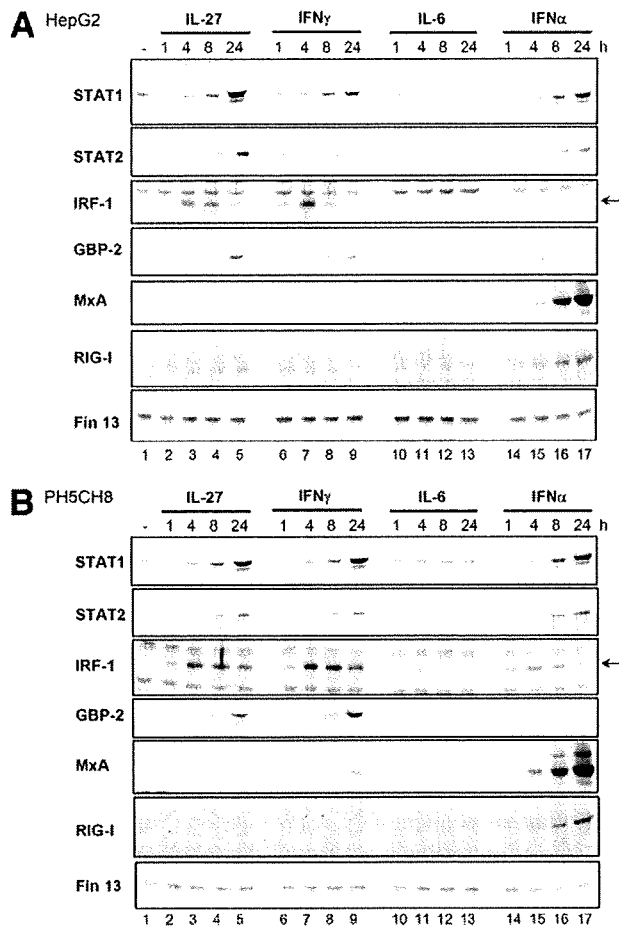 A HepG2
IL-27 IFNγ IL-6 IFNα
- 1 4 8 24 1 4 8 24 1 4 8 24 1 4 8 24 h
STAT1
STAT2
IRF-1 ←
GBP-2
MxA
RIG-I
Fin 13
1 2 3 4 5 6 7 8 9 10 11 12 13 14 15 16 17
B PH5CH8
IL-27 IFNγ IL-6 IFNα
- 1 4 8 24 1 4 8 24 1 4 8 24 1 4 8 24 h
STAT1
STAT2
IRF-1 ←
GBP-2
MxA
RIG-I
Fin 13
1 2 3 4 5 6 7 8 9 10 11 12 13 14 15 16 17